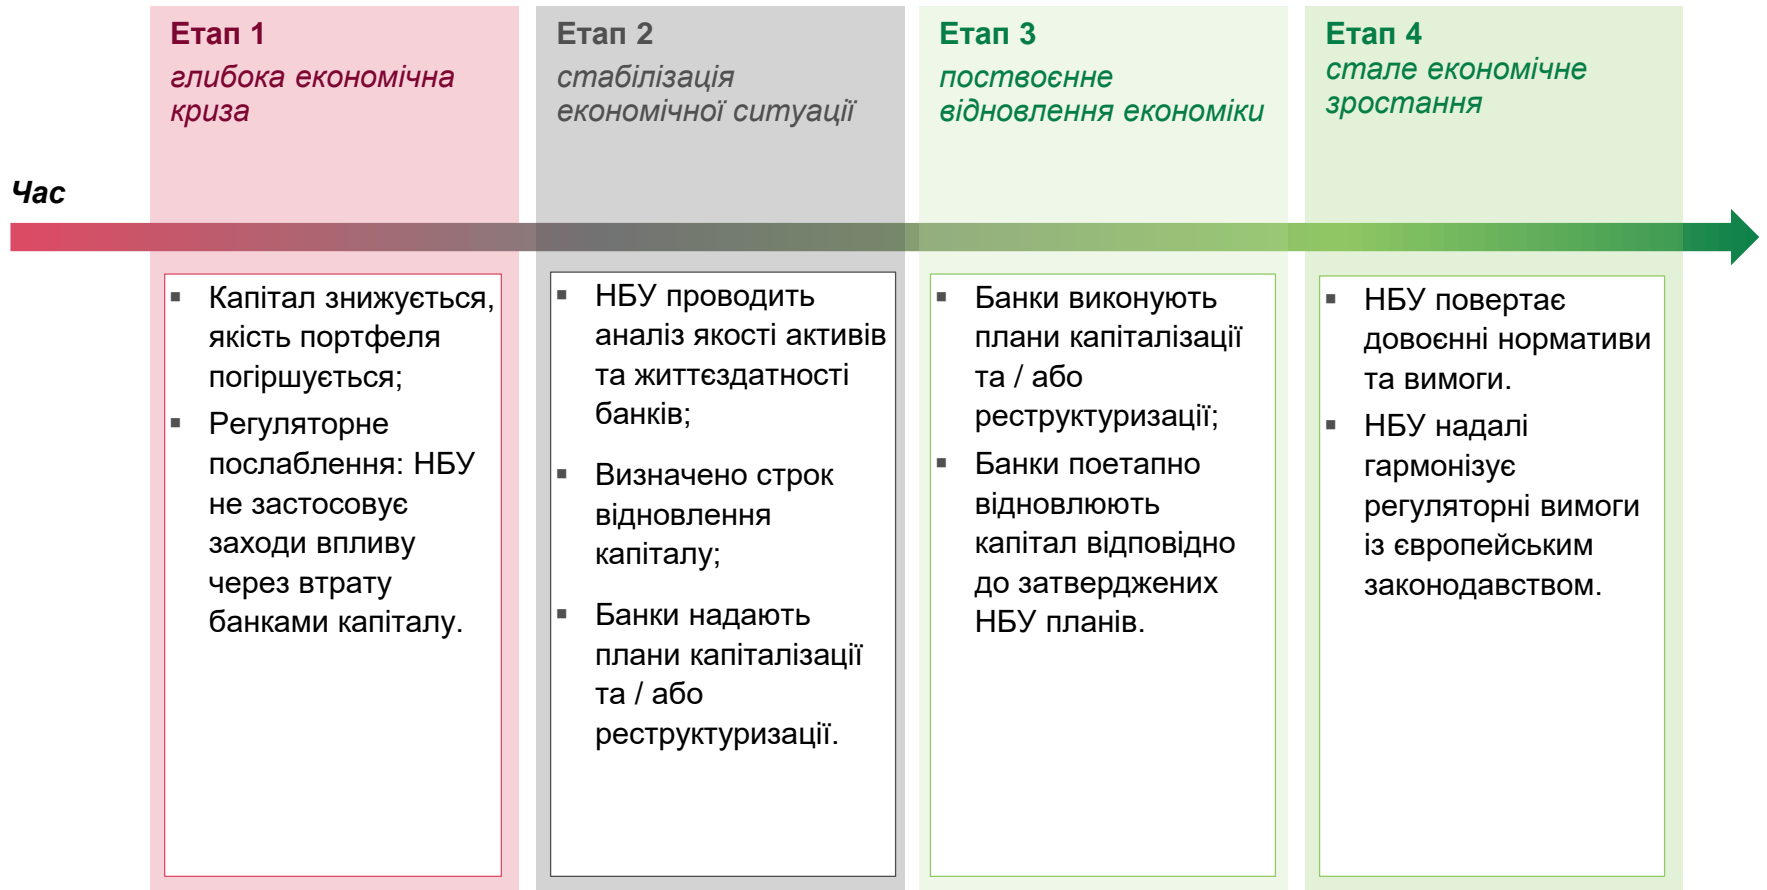 Етап 1
глибока економічна
криза
Етап 2
стабілізація
економічної ситуації
Етап 3
поствоєнне
відновлення економіки
Етап 4
стале економічне
зростання
Час
▪ Капітал знижується,
якість портфеля
погіршується;
▪ Регуляторне
послаблення: НБУ
не застосовує
заходи впливу
через втрату
банками капіталу.
▪ НБУ проводить
аналіз якості активів
та життєздатності
банків;
▪ Визначено строк
відновлення
капіталу;
▪ Банки надають
плани капіталізації
та / або
реструктуризації.
▪ Банки виконують
плани капіталізації
та / або
реструктуризації;
▪ Банки поетапно
відновлюють
капітал відповідно
до затверджених
НБУ планів.
▪ НБУ повертає
довоєнні нормативи
та вимоги.
▪ НБУ надалі
гармонізує
регуляторні вимоги
із європейським
законодавством.